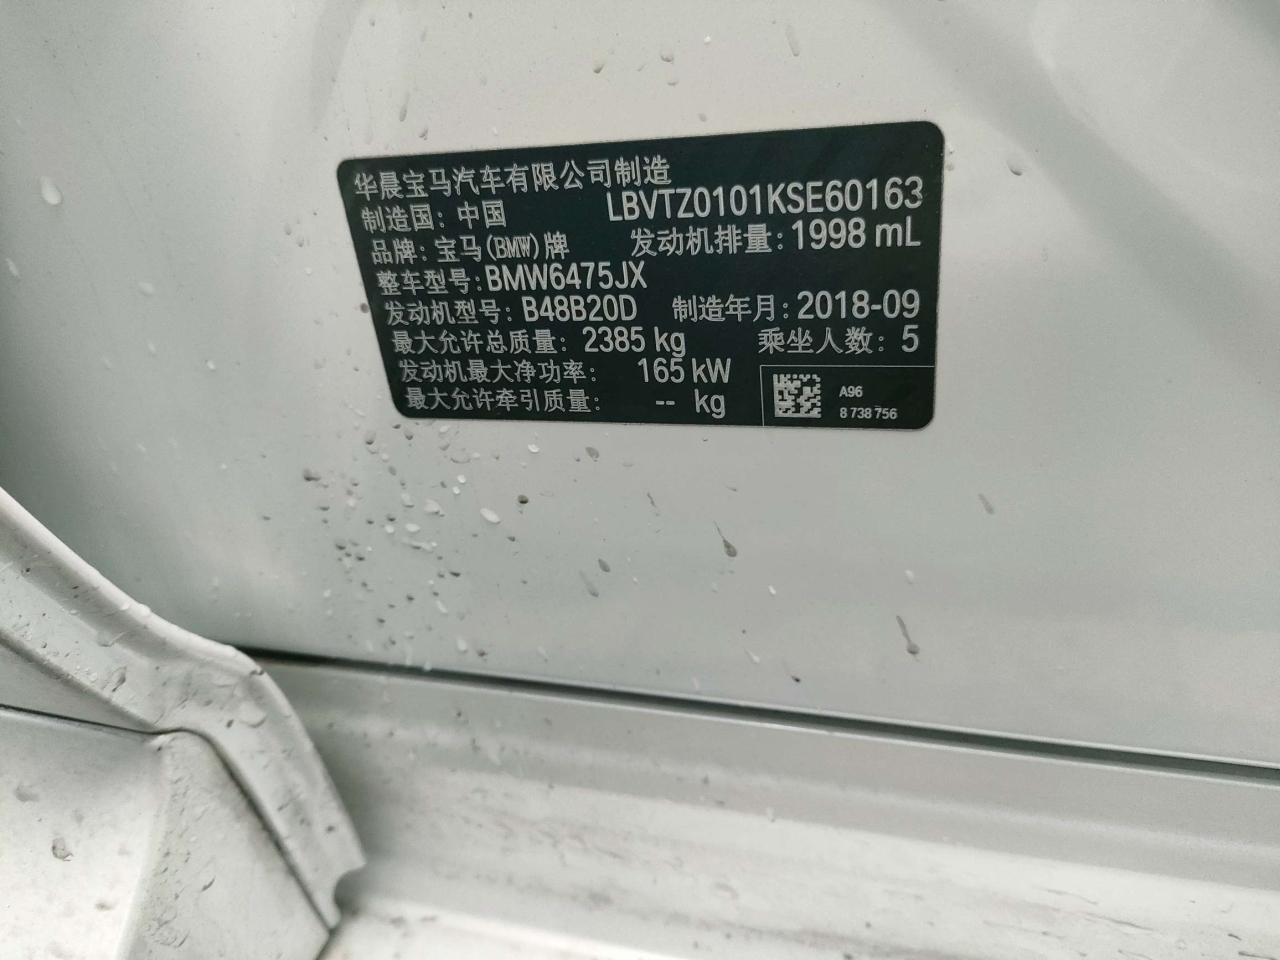 华晨宝马汽车有限公司制造
制造国：中国 LBVTZ0101KSE60163
品牌：宝马(BMW)牌 发动机排量：1998 mL
整车型号：BMW6475JX
发动机型号：B48B20D 制造年月：2018-09
最大允许总质量：2385 kg 乘坐人数：5
发动机最大净功率：165 kW
最大允许牵引质量：-- kg
A96
8 738 756